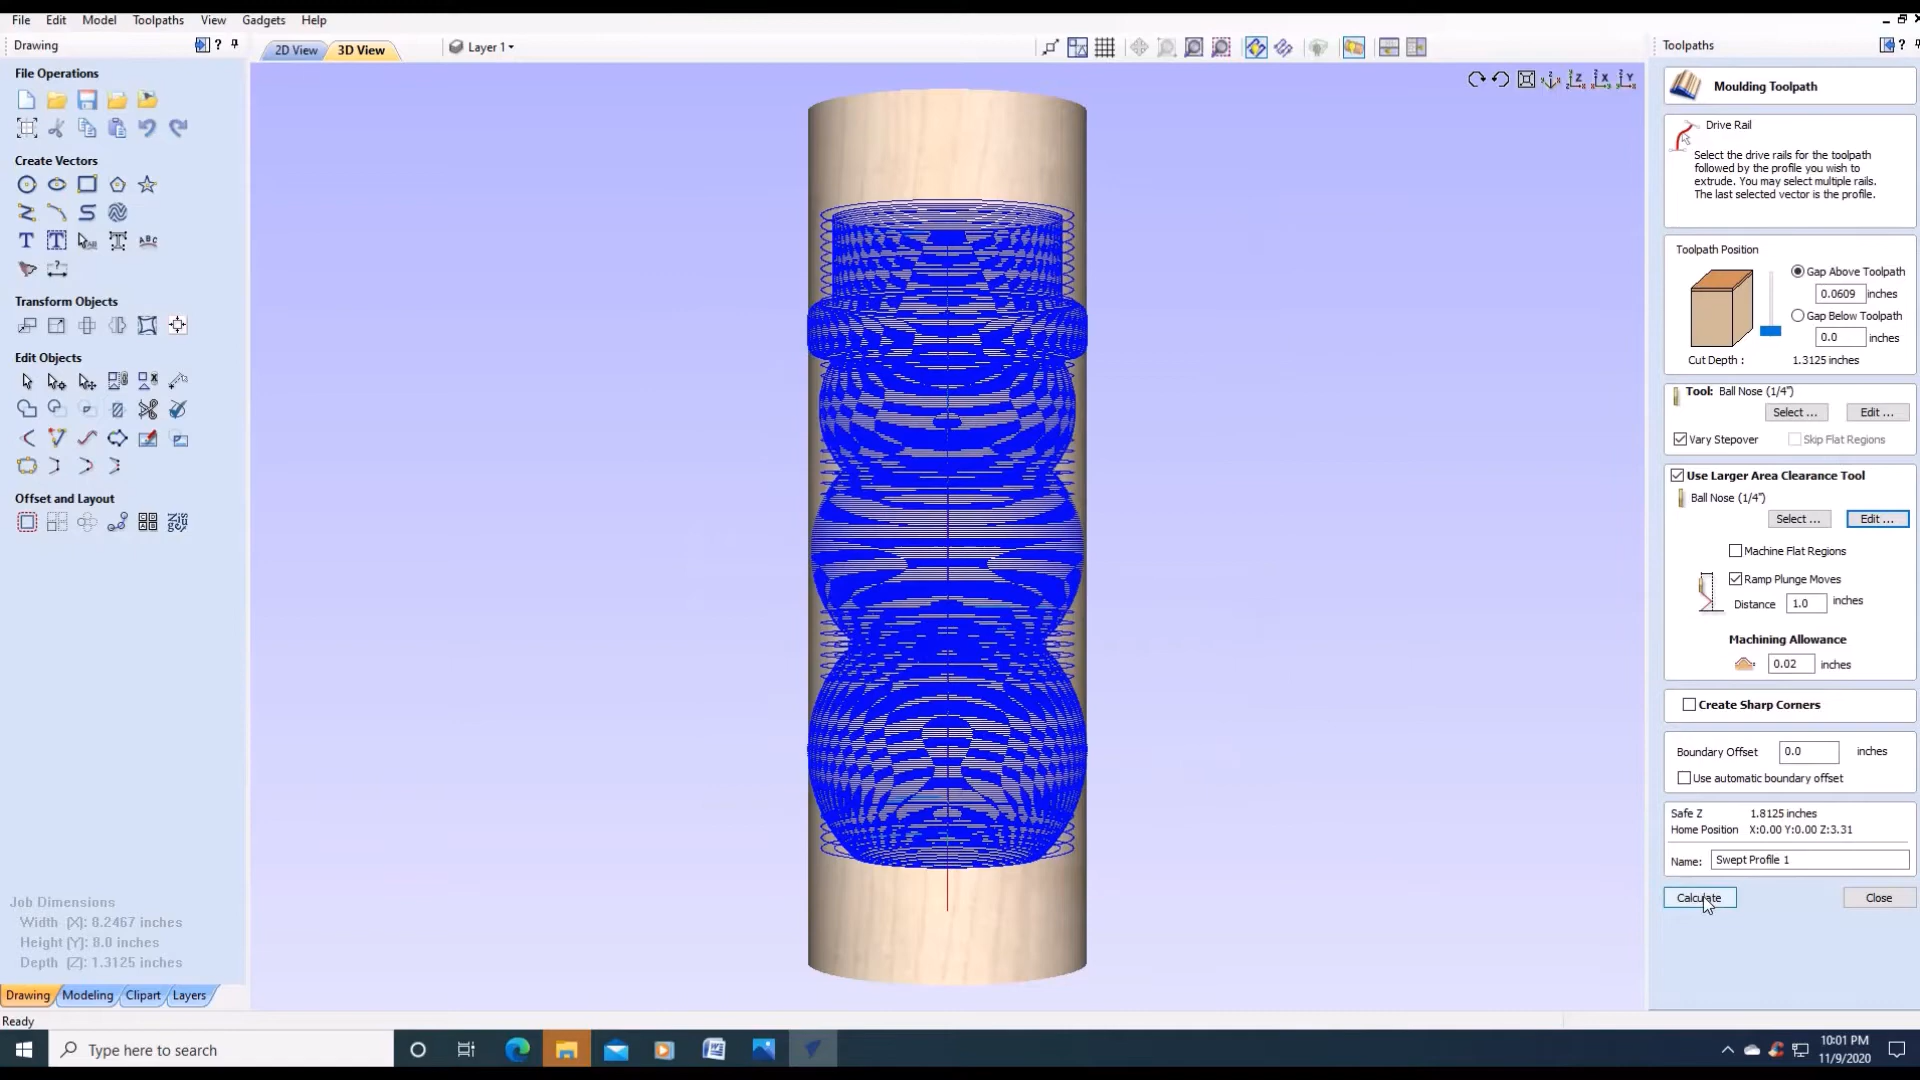 File Edit Model Toolpaths View Gadgets Help
Drawing
?
2D View
3D View
Layer 1
Toolpaths
?
File Operations
Create Vectors
Transform Objects
Edit Objects
Offset and Layout
Job Dimensions
Width (X): 8.2467 inches
Height (Y): 8.0 inches
Depth (Z): 1.3125 inches
Drawing Modeling Clipart Layers
Ready
Moulding Toolpath
Drive Rail
Select the drive rails for the toolpath
followed by the profile you wish to
extrude. You may select multiple rails.
The last selected vector is the profile.
Toolpath Position
Gap Above Toolpath
0.0609 inches
Gap Below Toolpath
0.0 inches
Cut Depth : 1.3125 inches
Tool: Ball Nose (1/4")
Select ... Edit ...
Vary Stepover Skip Flat Regions
Use Larger Area Clearance Tool
Ball Nose (1/4")
Select ... Edit ...
Machine Flat Regions
Ramp Plunge Moves
Distance 1.0 inches
Machining Allowance
0.02 inches
Create Sharp Corners
Boundary Offset 0.0 inches
Use automatic boundary offset
Safe Z 1.8125 inches
Home Position X:0.00 Y:0.00 Z:3.31
Name: Swept Profile 1
Calculate Close
Type here to search
10:01 PM
11/9/2020